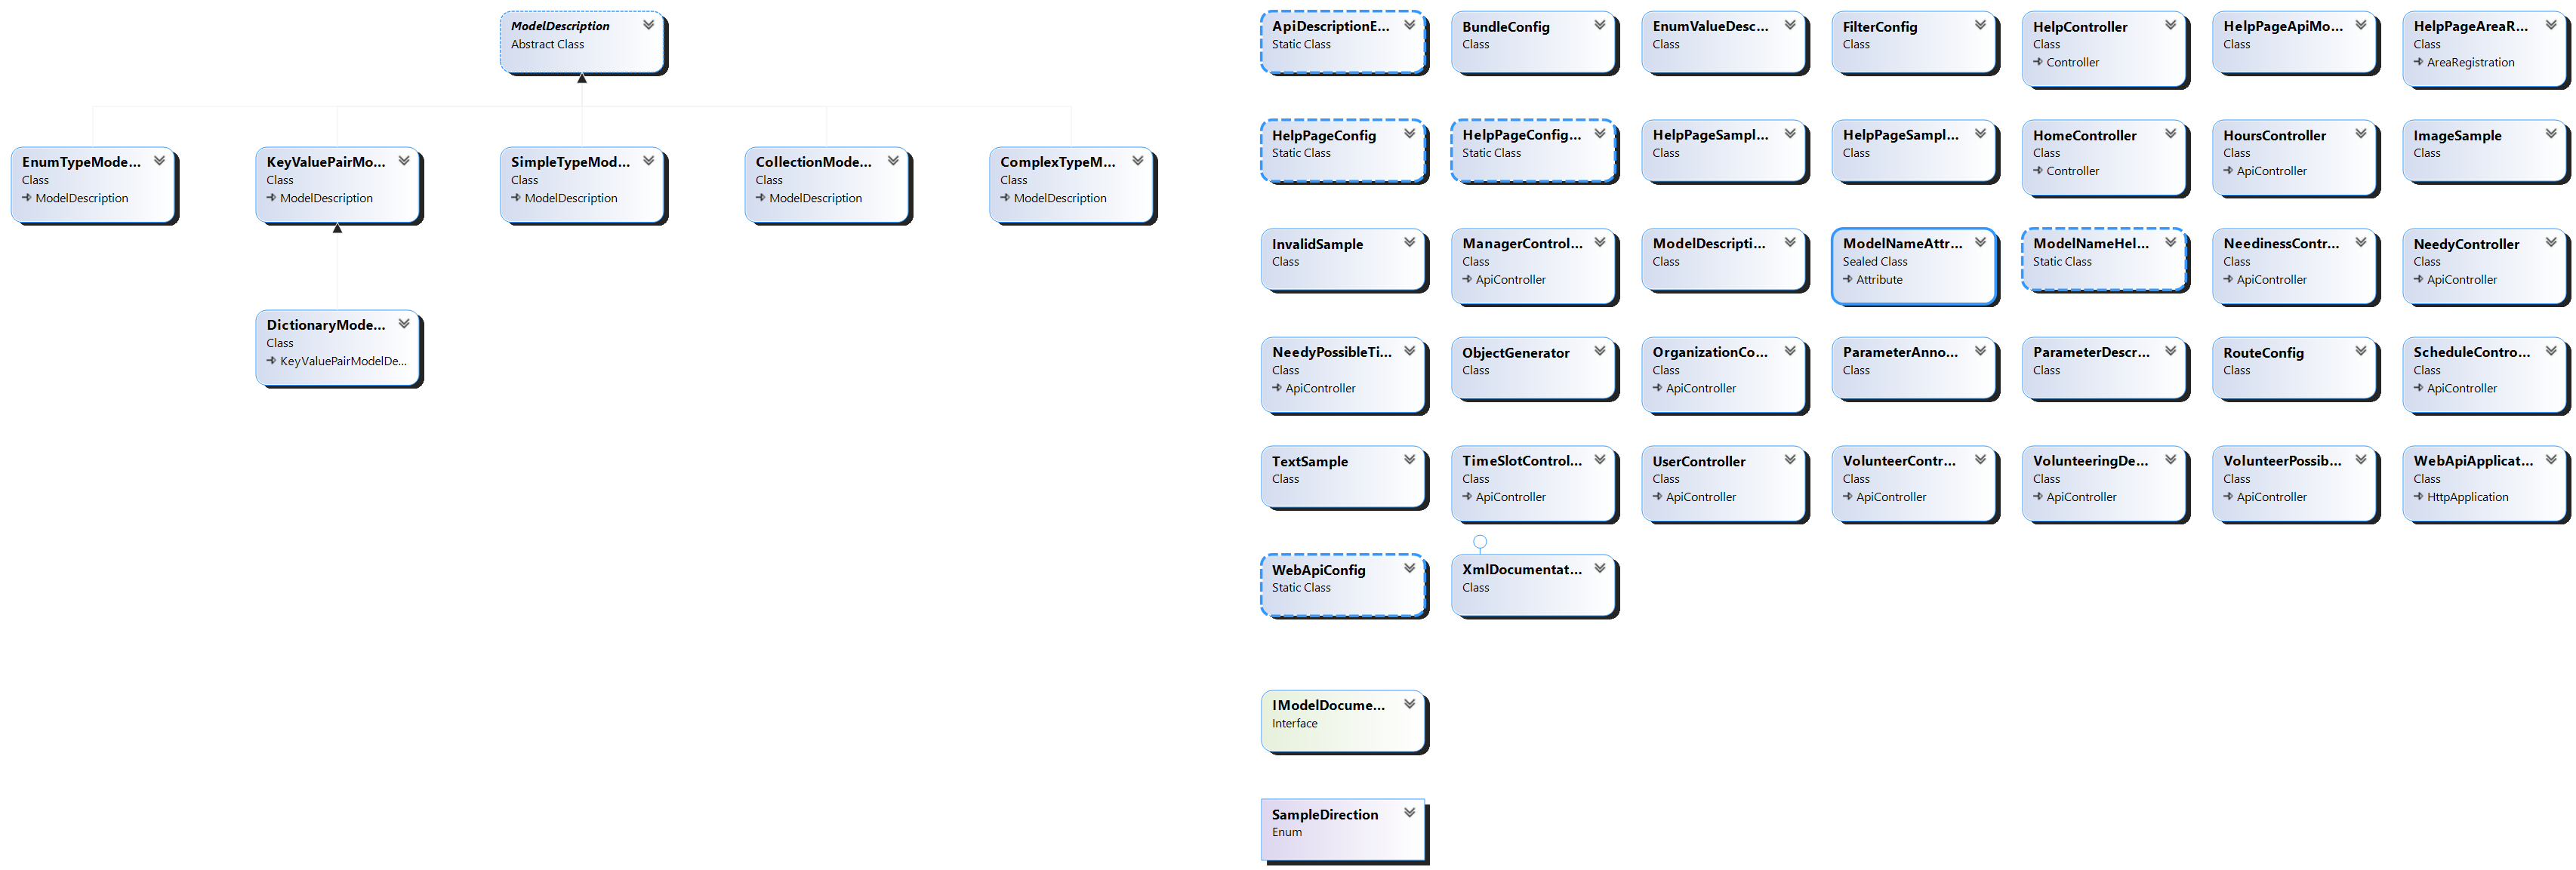 ModelDescription
Abstract Class
EnumTypeMode...
Class
ModelDescription
KeyValuePairMo...
Class
ModelDescription
SimpleTypeMod...
Class
ModelDescription
CollectionMode...
Class
ModelDescription
ComplexTypeM...
Class
ModelDescription
DictionaryMode...
Class
KeyValuePairModelDe...
ApiDescriptionE...
Static Class
BundleConfig
Class
EnumValueDesc...
Class
FilterConfig
Class
HelpController
Class
Controller
HelpPageApiMo...
Class
HelpPageAreaR...
Class
AreaRegistration
HelpPageConfig
Static Class
HelpPageConfig...
Static Class
HelpPageSampl...
Class
HelpPageSampl...
Class
HomeController
Class
Controller
HoursController
Class
ApiController
ImageSample
Class
InvalidSample
Class
ManagerControl...
Class
ApiController
ModelDescripti...
Class
ModelNameAttr...
Sealed Class
Attribute
ModelNameHel...
Static Class
NeedinessContr...
Class
ApiController
NeedyController
Class
ApiController
NeedyPossibleTi...
Class
ApiController
ObjectGenerator
Class
OrganizationCo...
Class
ApiController
ParameterAnno...
Class
ParameterDescr...
Class
RouteConfig
Class
ScheduleContro...
Class
ApiController
TextSample
Class
TimeSlotControl...
Class
ApiController
UserController
Class
ApiController
VolunteerContr...
Class
ApiController
VolunteeringDe...
Class
ApiController
VolunteerPossib...
Class
ApiController
WebApiApplicat...
Class
HttpApplication
WebApiConfig
Static Class
XmlDocumentat...
Class
IModelDocume...
Interface
SampleDirection
Enum